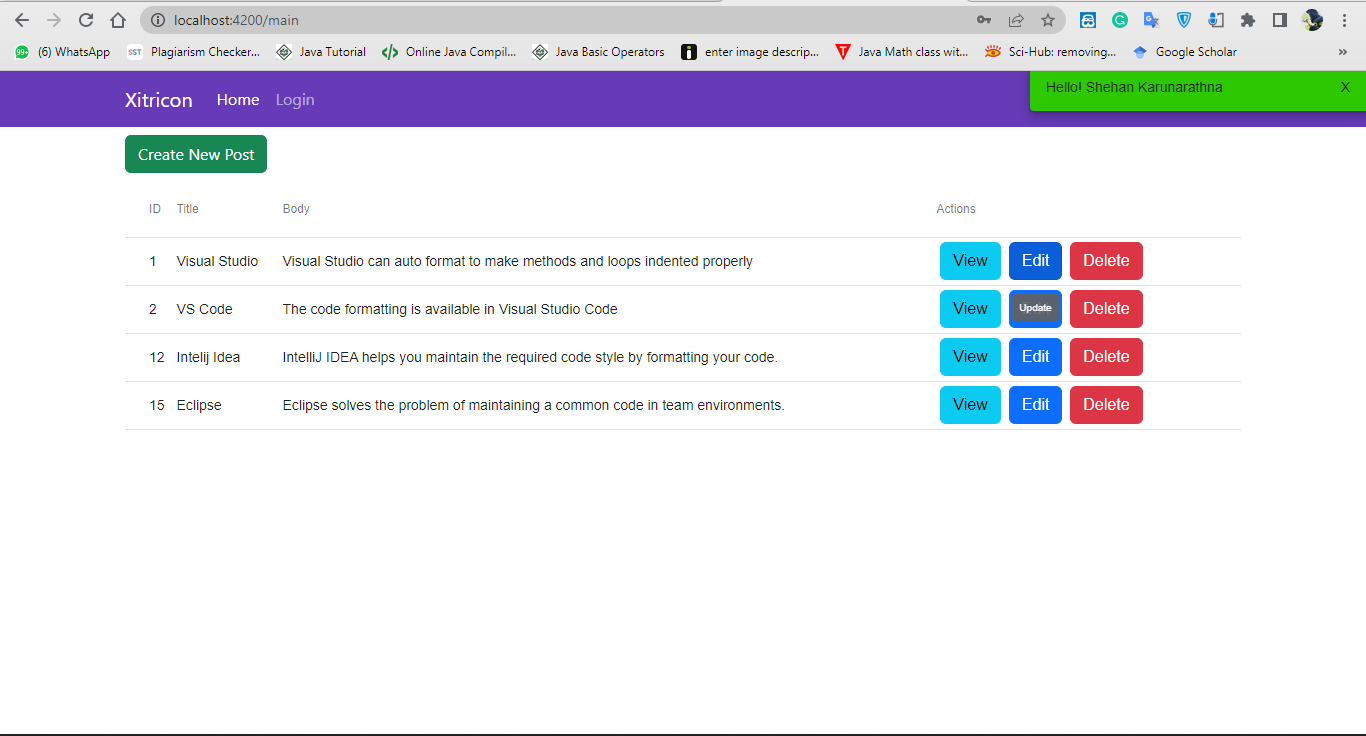 localhost:4200/main
(6) WhatsApp SST Plagiarism Checker... Java Tutorial Online Java Compil... Java Basic Operators enter image descrip... Java Math class wit... Sci-Hub: removing... Google Scholar »
Xitricon Home Login Hello! Shehan Karunarathna X
Create New Post
ID Title Body Actions
1 Visual Studio Visual Studio can auto format to make methods and loops indented properly View Edit Delete
2 VS Code The code formatting is available in Visual Studio Code View Update Delete
12 Intelij Idea IntelliJ IDEA helps you maintain the required code style by formatting your code. View Edit Delete
15 Eclipse Eclipse solves the problem of maintaining a common code in team environments. View Edit Delete